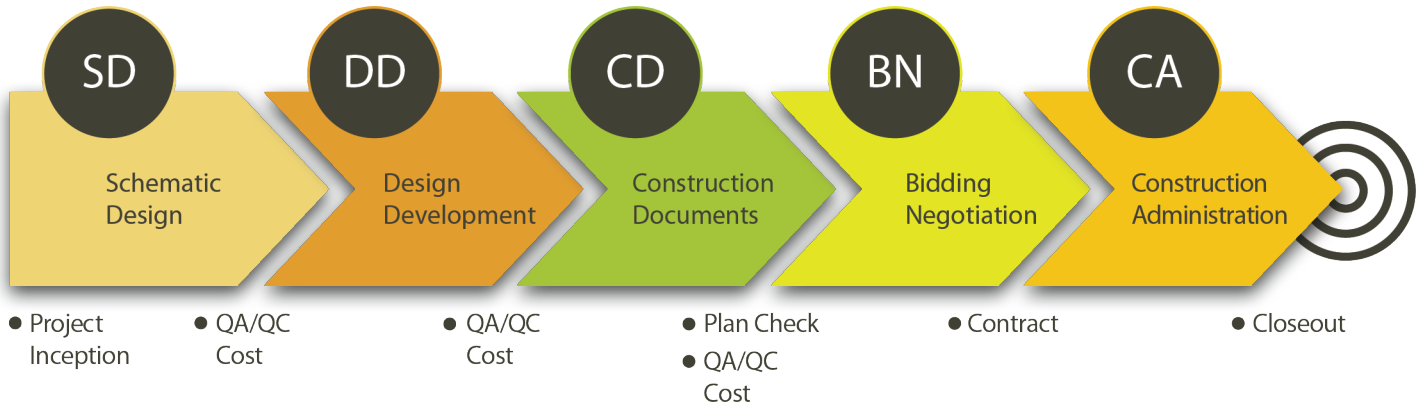 SD
DD
CD
BN
CA
Schematic
Design
Design
Development
Construction
Documents
Bidding
Negotiation
Construction
Administration
Project
Inception
QA/QC
Cost
QA/QC
Cost
Plan Check
QA/QC
Cost
Contract
Closeout